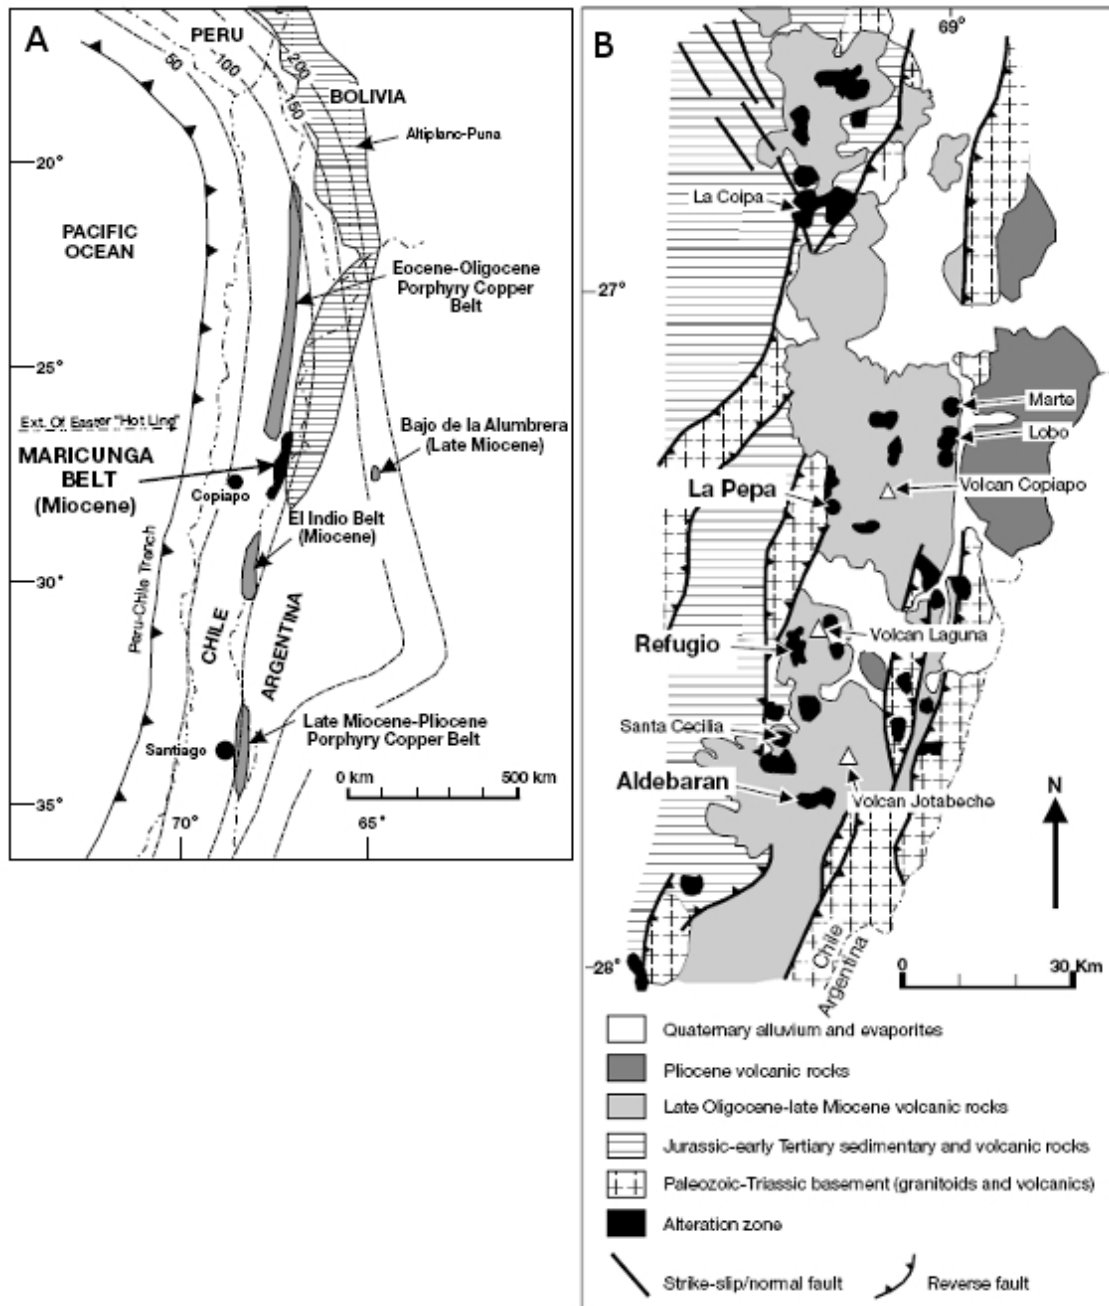 A
PERU
50
100
200
150
BOLIVIA
Altiplano-Puna
20°
PACIFIC
OCEAN
Eocene-Oligocene
Porphyry Copper
Belt
25°
Ext. Of Easter "Hot Line"
Bajo de la Alumbrera
(Late Miocene)
MARICUNGA
BELT
(Miocene)
Copiapo
El Indio Belt
(Miocene)
30°
Peru-Chile Trench
CHILE
ARGENTINA
Late Miocene-Pliocene
Porphyry Copper Belt
Santiago
0 km
500 km
35°
70°
65°
B
69°
La Coipa
27°
Marte
Lobo
La Pepa
Volcan Copiapo
Refugio
Volcan Laguna
Santa Cecilia
Aldebaran
Volcan Jotabeche
N
28°
Chile
Argentina
0
30 Km
Quaternary alluvium and evaporites
Pliocene volcanic rocks
Late Oligocene-late Miocene volcanic rocks
Jurassic-early Tertiary sedimentary and volcanic rocks
Paleozoic-Triassic basement (granitoids and volcanics)
Alteration zone
Strike-slip/normal fault
Reverse fault